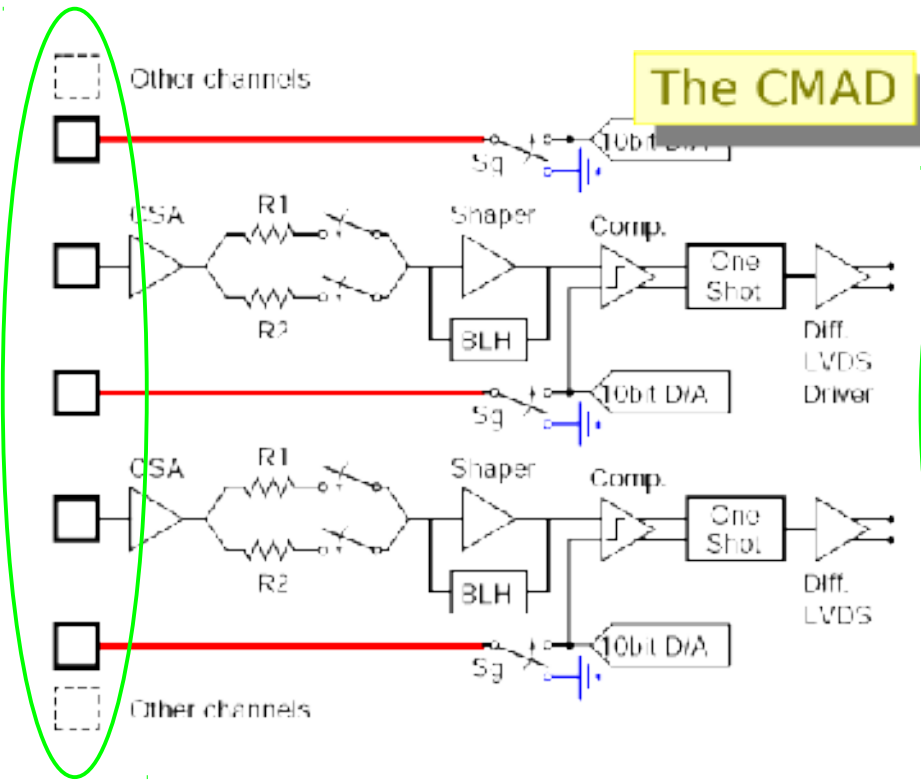 The CMAD
Other channels
10bit D/A
Sg
CSA
R1
Shaper
Comp.
One
Shot
R2
BLH
Diff.
LVDS
Driver
10bit D/A
Sg
CSA
R1
Shaper
Comp.
One
Shot
R2
BLH
Diff.
LVDS
10bit D/A
Sg
Other channels